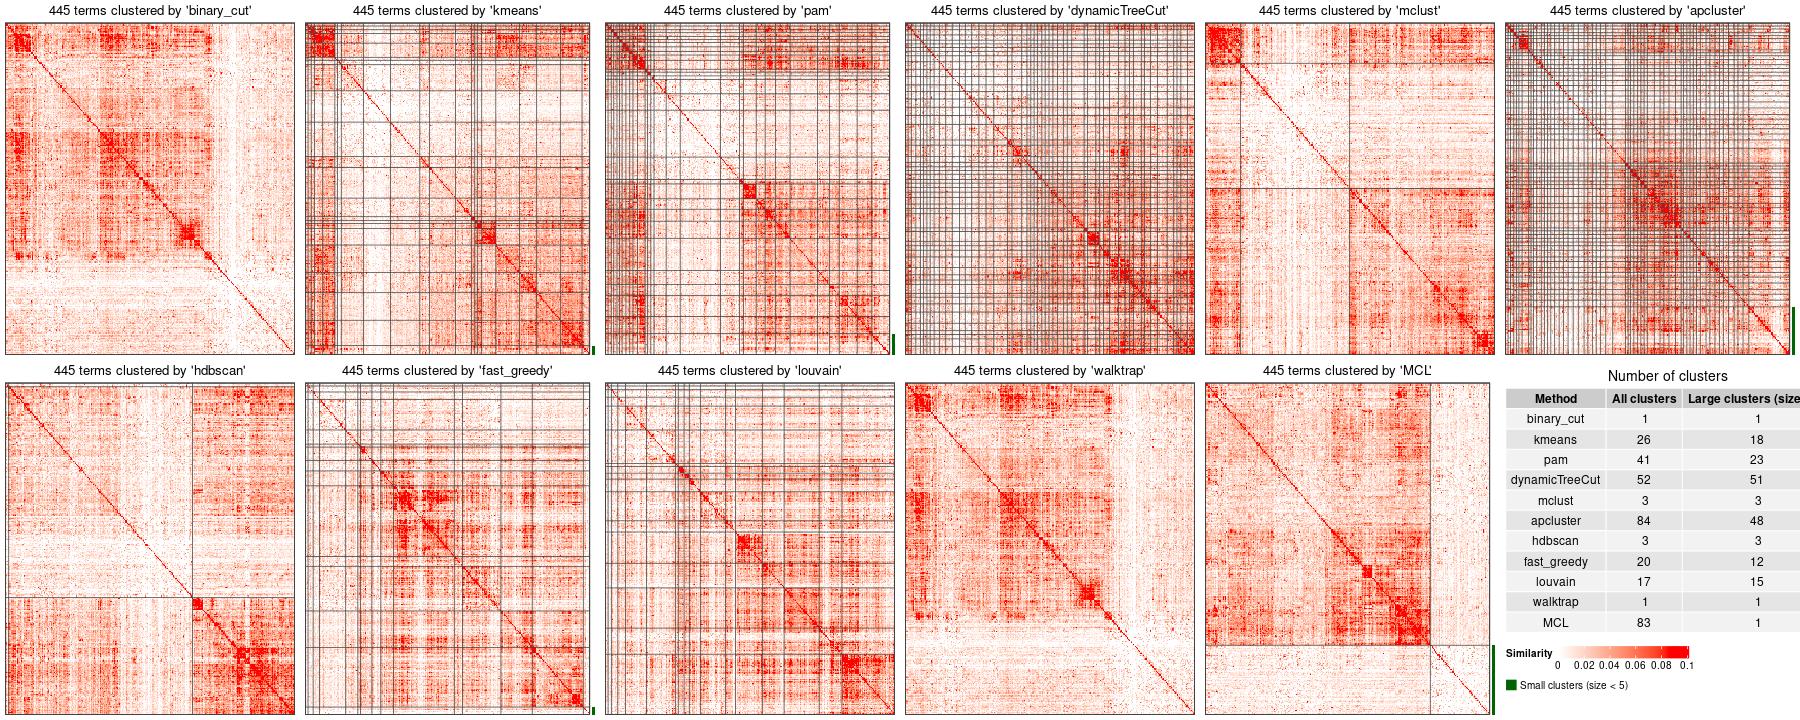 445 terms clustered by 'binary_cut'
445 terms clustered by 'kmeans'
445 terms clustered by 'pam'
445 terms clustered by 'dynamicTreeCut'
445 terms clustered by 'mclust'
445 terms clustered by 'apcluster'
445 terms clustered by 'hdbscan'
445 terms clustered by 'fast_greedy'
445 terms clustered by 'louvain'
445 terms clustered by 'walktrap'
445 terms clustered by 'MCL'
Number of clusters
Method All clusters Large clusters (size
binary_cut 1 1
kmeans 26 18
pam 41 23
dynamicTreeCut 52 51
mclust 3 3
apcluster 84 48
hdbscan 3 3
fast_greedy 20 12
louvain 17 15
walktrap 1 1
MCL 83 1
Similarity
0 0.02 0.04 0.06 0.08 0.1
Small clusters (size < 5)